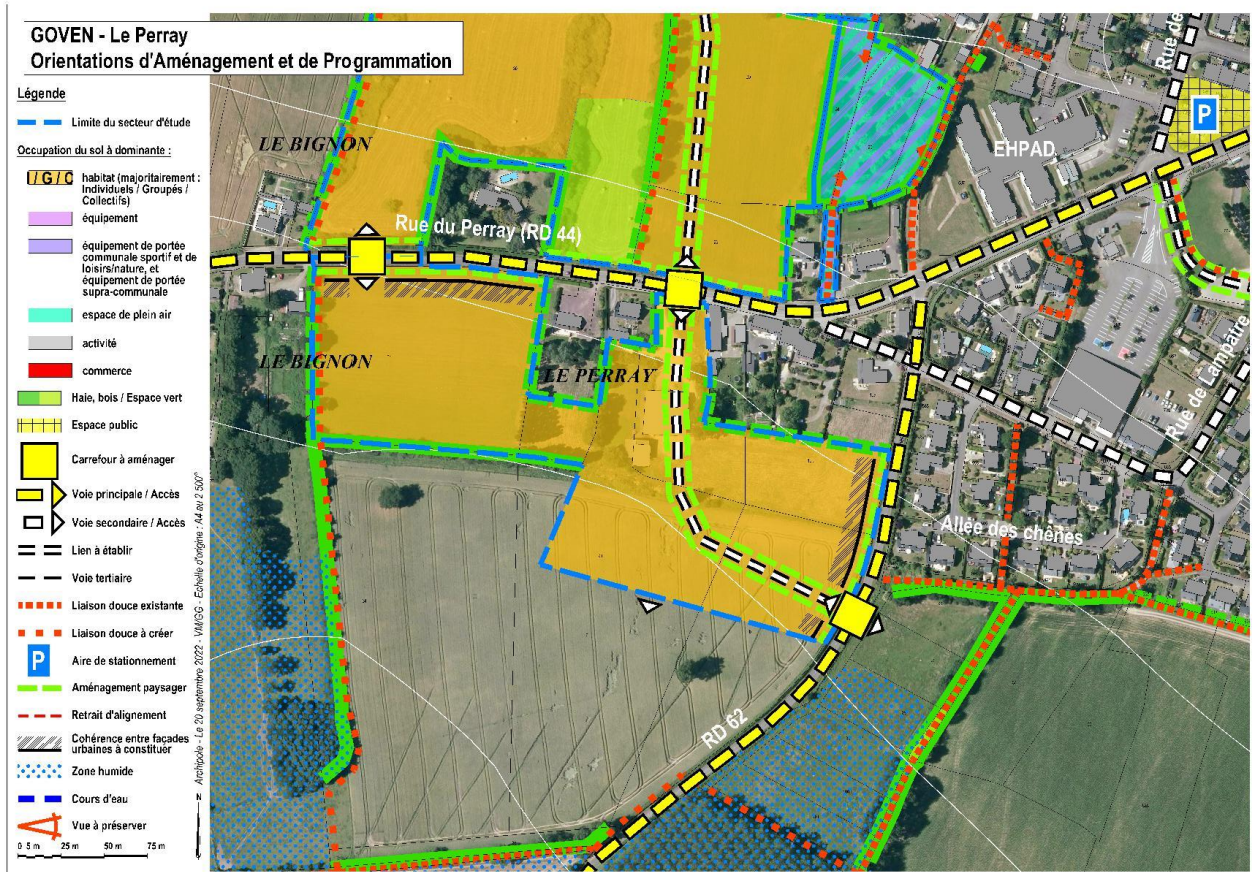 GOVEN - Le Perray
Orientations d'Aménagement et de Programmation
Légende
Limite du secteur d'étude
Occupation du sol à dominante :
I / G / C
habitat (majoritairement :
Individuels / Groupés /
Collectifs)
équipement
équipement de portée
communale sportif et de
loisirs/nature, et
équipement de portée
supra-communale
espace de plein air
activité
commerce
Haie, bois / Espace vert
Espace public
Carrefour à aménager
Voie principale / Accès
Voie secondaire / Accès
Lien à établir
Voie tertiaire
Liaison douce existante
Liaison douce à créer
P
Aire de stationnement
Aménagement paysager
Retrait d'alignement
Cohérence entre façades
urbaines à constituer
Zone humide
Cours d'eau
Vue à préserver
0 5 m 25 m 50 m 75 m
N
Archipole - Le 20 septembre 2022 - VM/GG - Echelle d'origine : A4 au 2 500°
LE BIGNON
Rue du Perray (RD 44)
EHPAD
P
Rue de
LE BIGNON
LE PERRAY
Rue de Lampatre
Allée des chênes
RD 62